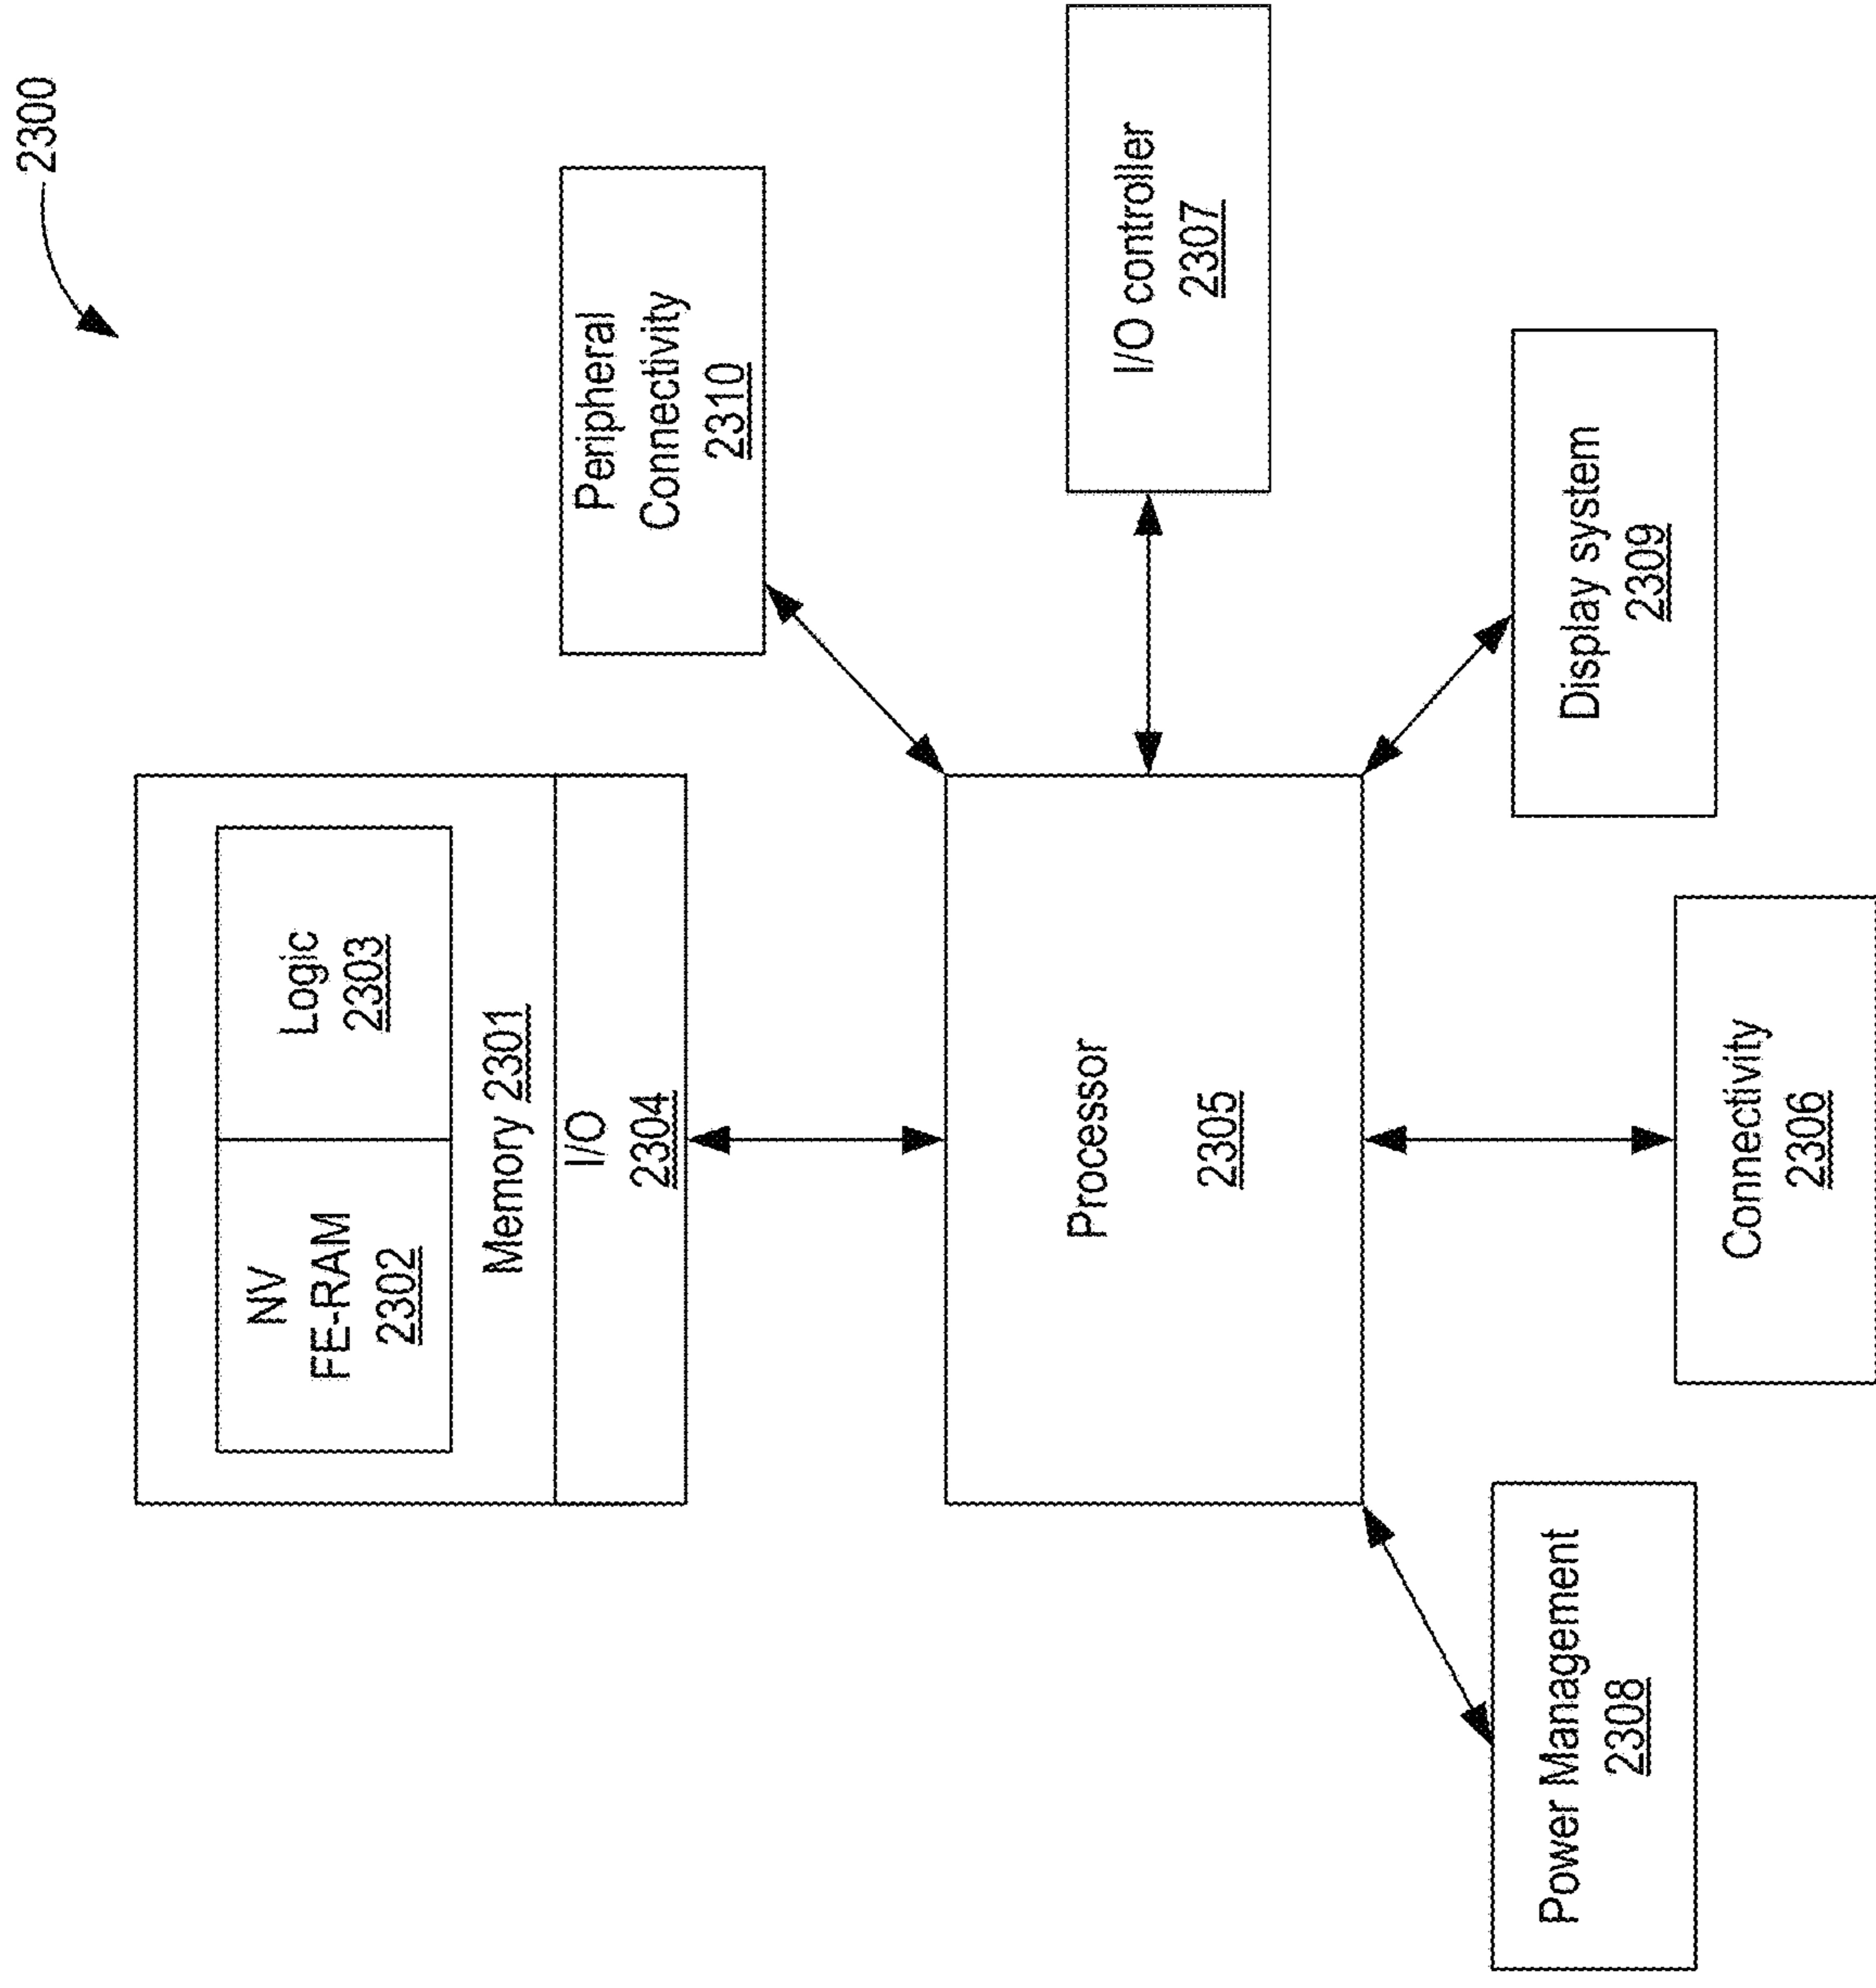 2300
NV
FE-RAM
2302
Logic
2303
Memory 2301
I/O
2304
Peripheral
Connectivity
2310
Processor
2305
I/O controller
2307
Power Management
2308
Connectivity
2306
Display system
2309